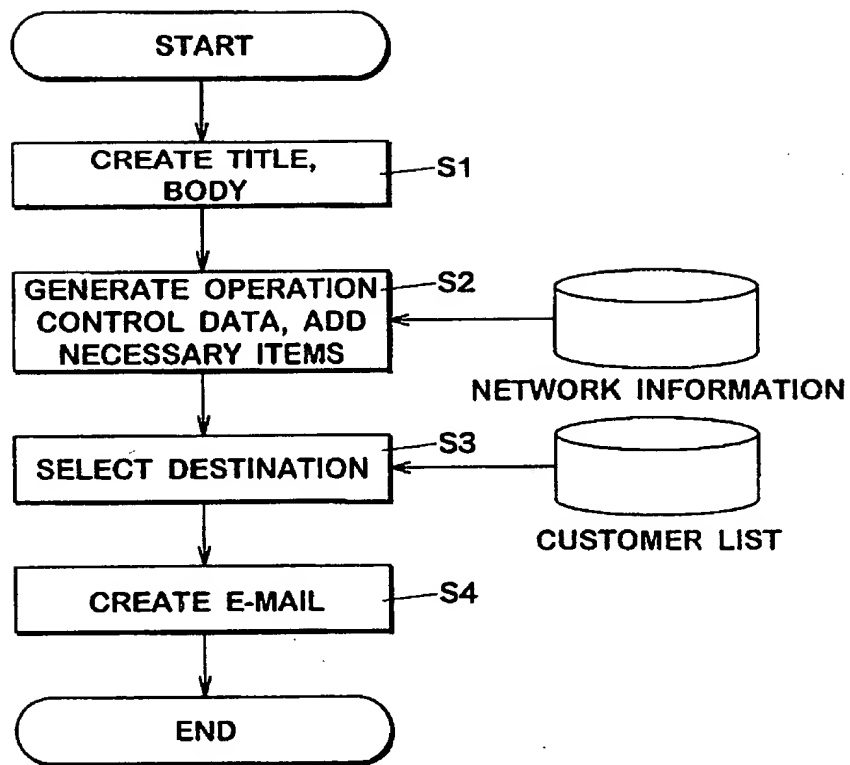 START
CREATE TITLE,
BODY
S1
GENERATE OPERATION
CONTROL DATA, ADD
NECESSARY ITEMS
S2
NETWORK INFORMATION
SELECT DESTINATION
S3
CUSTOMER LIST
CREATE E-MAIL
S4
END